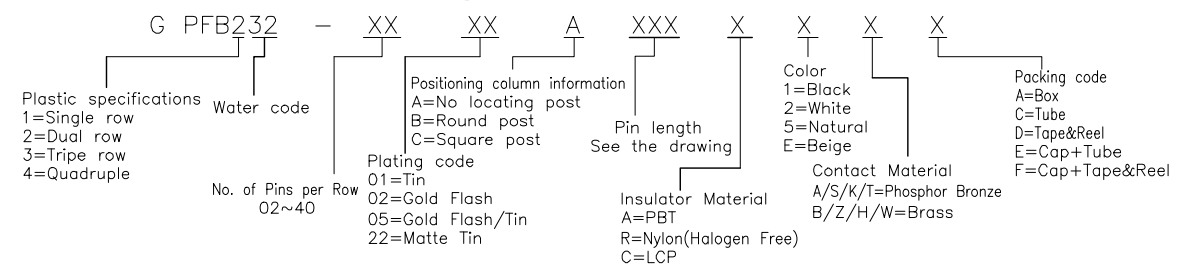 G PFB232 - XX XX A XXX X X X X
Plastic specifications
1=Single row
2=Dual row
3=Tripe row
4=Quadruple
Water code
No. of Pins per Row
02~40
Plating code
01=Tin
02=Gold Flash
05=Gold Flash/Tin
22=Matte Tin
Positioning column information
A=No locating post
B=Round post
C=Square post
Pin length
See the drawing
Insulator Material
A=PBT
R=Nylon(Halogen Free)
C=LCP
Color
1=Black
2=White
5=Natural
E=Beige
Contact Material
A/S/K/T=Phosphor Bronze
B/Z/H/W=Brass
Packing code
A=Box
C=Tube
D=Tape&Reel
E=Cap+Tube
F=Cap+Tape&Reel